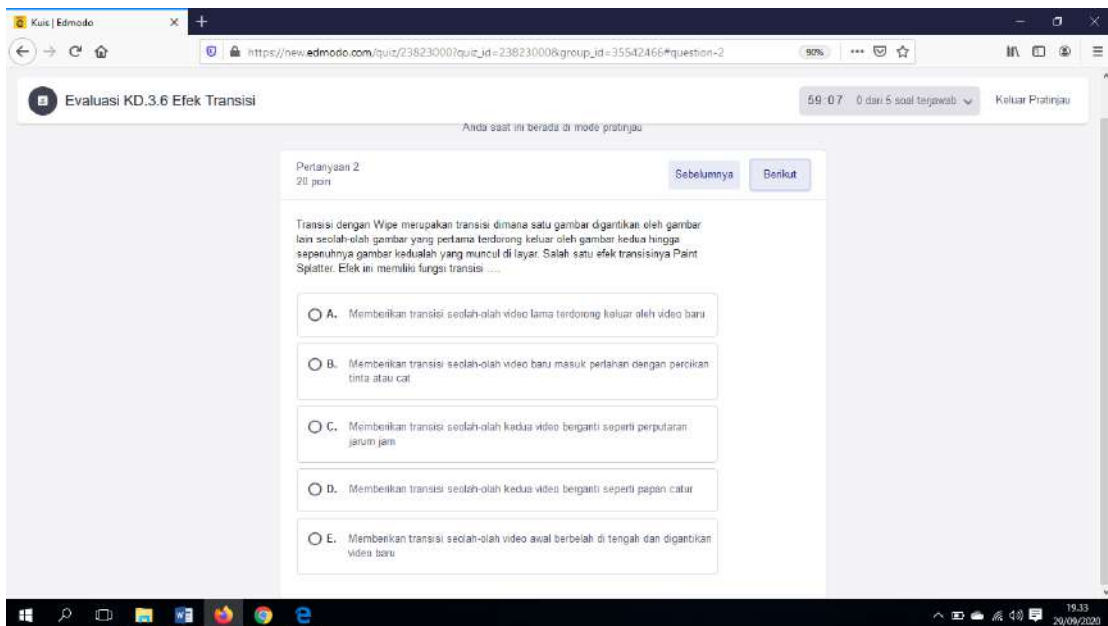 Kuis | Edmodo
https://new.edmodo.com/quiz/23823000?quiz_id=23823000&group_id=35542466#question-2
90%
Evaluasi KD.3.6 Efek Transisi
59:07 0 dari 5 soal terjawab
Keluar Pratinjau
Anda saat ini berada di mode pratinjau
Pertanyaan 2
20 poin
Sebelumnya
Berikut
Transisi dengan Wipe merupakan transisi dimana satu gambar digantikan oleh gambar
lain seolah-olah gambar yang pertama terdorong keluar oleh gambar kedua hingga
sepenuhnya gambar kedualah yang muncul di layar. Salah satu efek transisinya Paint
Splatter. Efek ini memiliki fungsi transisi ....
A. Memberikan transisi seolah-olah video lama terdorong keluar oleh video baru
B. Memberikan transisi seolah-olah video baru masuk perlahan dengan percikan
tinta atau cat
C. Memberikan transisi seolah-olah kedua video berganti seperti perputaran
jarum jam
D. Memberikan transisi seolah-olah kedua video berganti seperti papan catur
E. Memberikan transisi seolah-olah video awal berbelah di tengah dan digantikan
video baru
19.33
20/09/2020